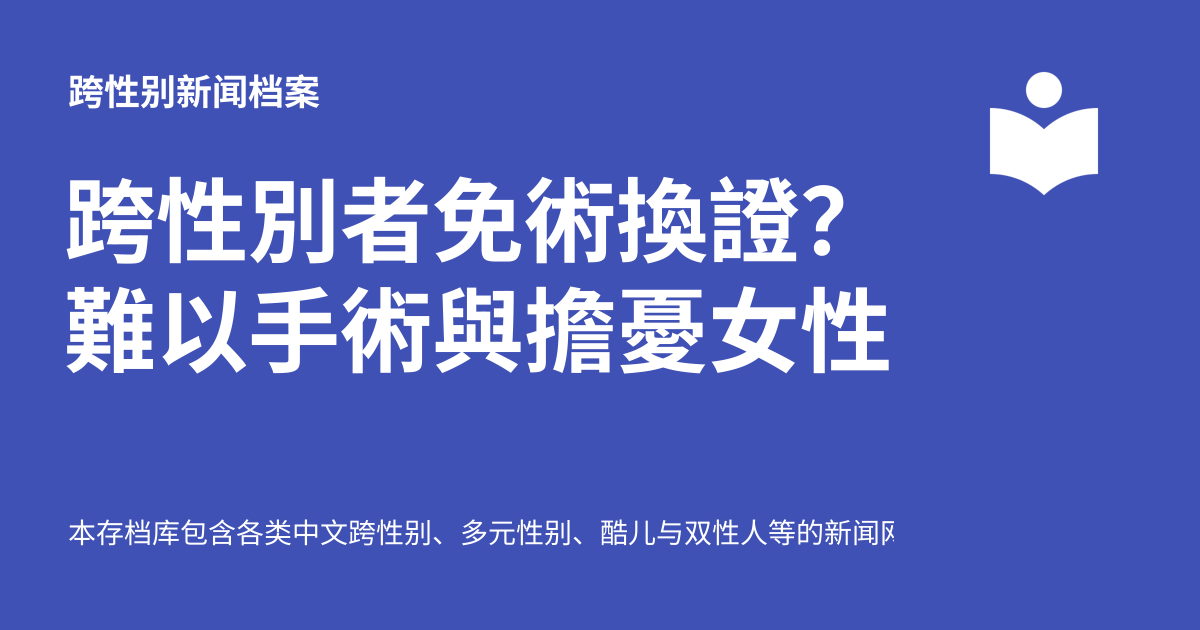 跨性别新闻档案
跨性別者免術換證？
難以手術與擔憂女性
本存档库包含各类中文跨性别、多元性别、酷儿与双性人等的新闻